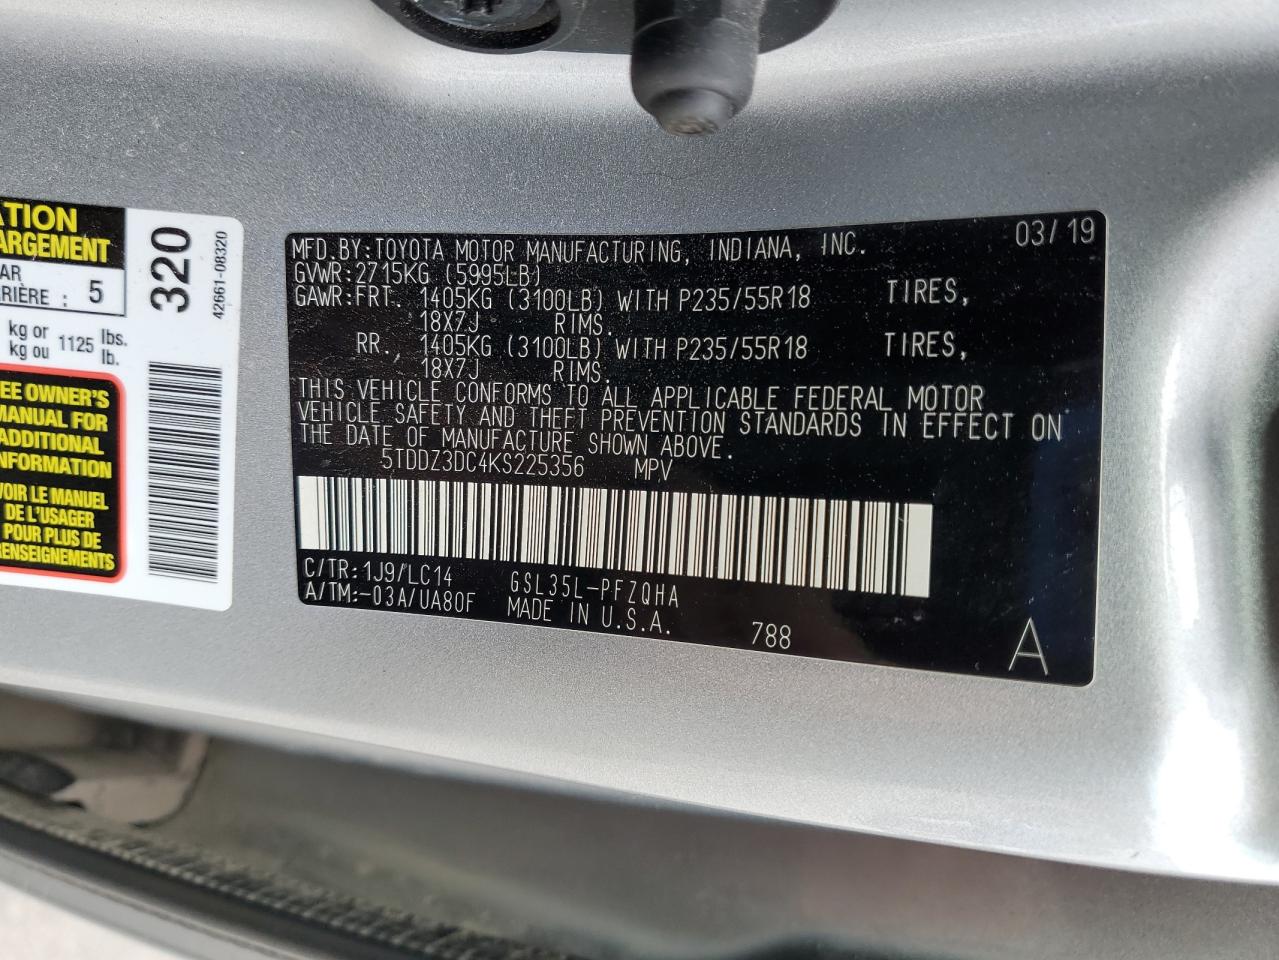 ATION
ARGEMENT
AR
RIÈRE : 5
kg or 1125 lbs.
kg ou lb.
EE OWNER'S
MANUAL FOR
ADDITIONAL
INFORMATION
VOIR LE MANUEL
DE L'USAGER
POUR PLUS DE
RENSEIGNEMENTS
320
42661-08320
MFD.BY:TOYOTA MOTOR MANUFACTURING, INDIANA, INC. 03/19
GVWR:2715KG (5995LB)
GAWR:FRT. 1405KG (3100LB) WITH P235/55R18 TIRES,
18X7J RIMS.
RR. 1405KG (3100LB) WITH P235/55R18 TIRES,
18X7J RIMS.
THIS VEHICLE CONFORMS TO ALL APPLICABLE FEDERAL MOTOR
VEHICLE SAFETY AND THEFT PREVENTION STANDARDS IN EFFECT ON
THE DATE OF MANUFACTURE SHOWN ABOVE.
5TDDZ3DC4KS225356 MPV
C/TR:1J9/LC14 GSL35L-PFZQHA
A/TM:-03A/UA80F MADE IN U.S.A. 788 A